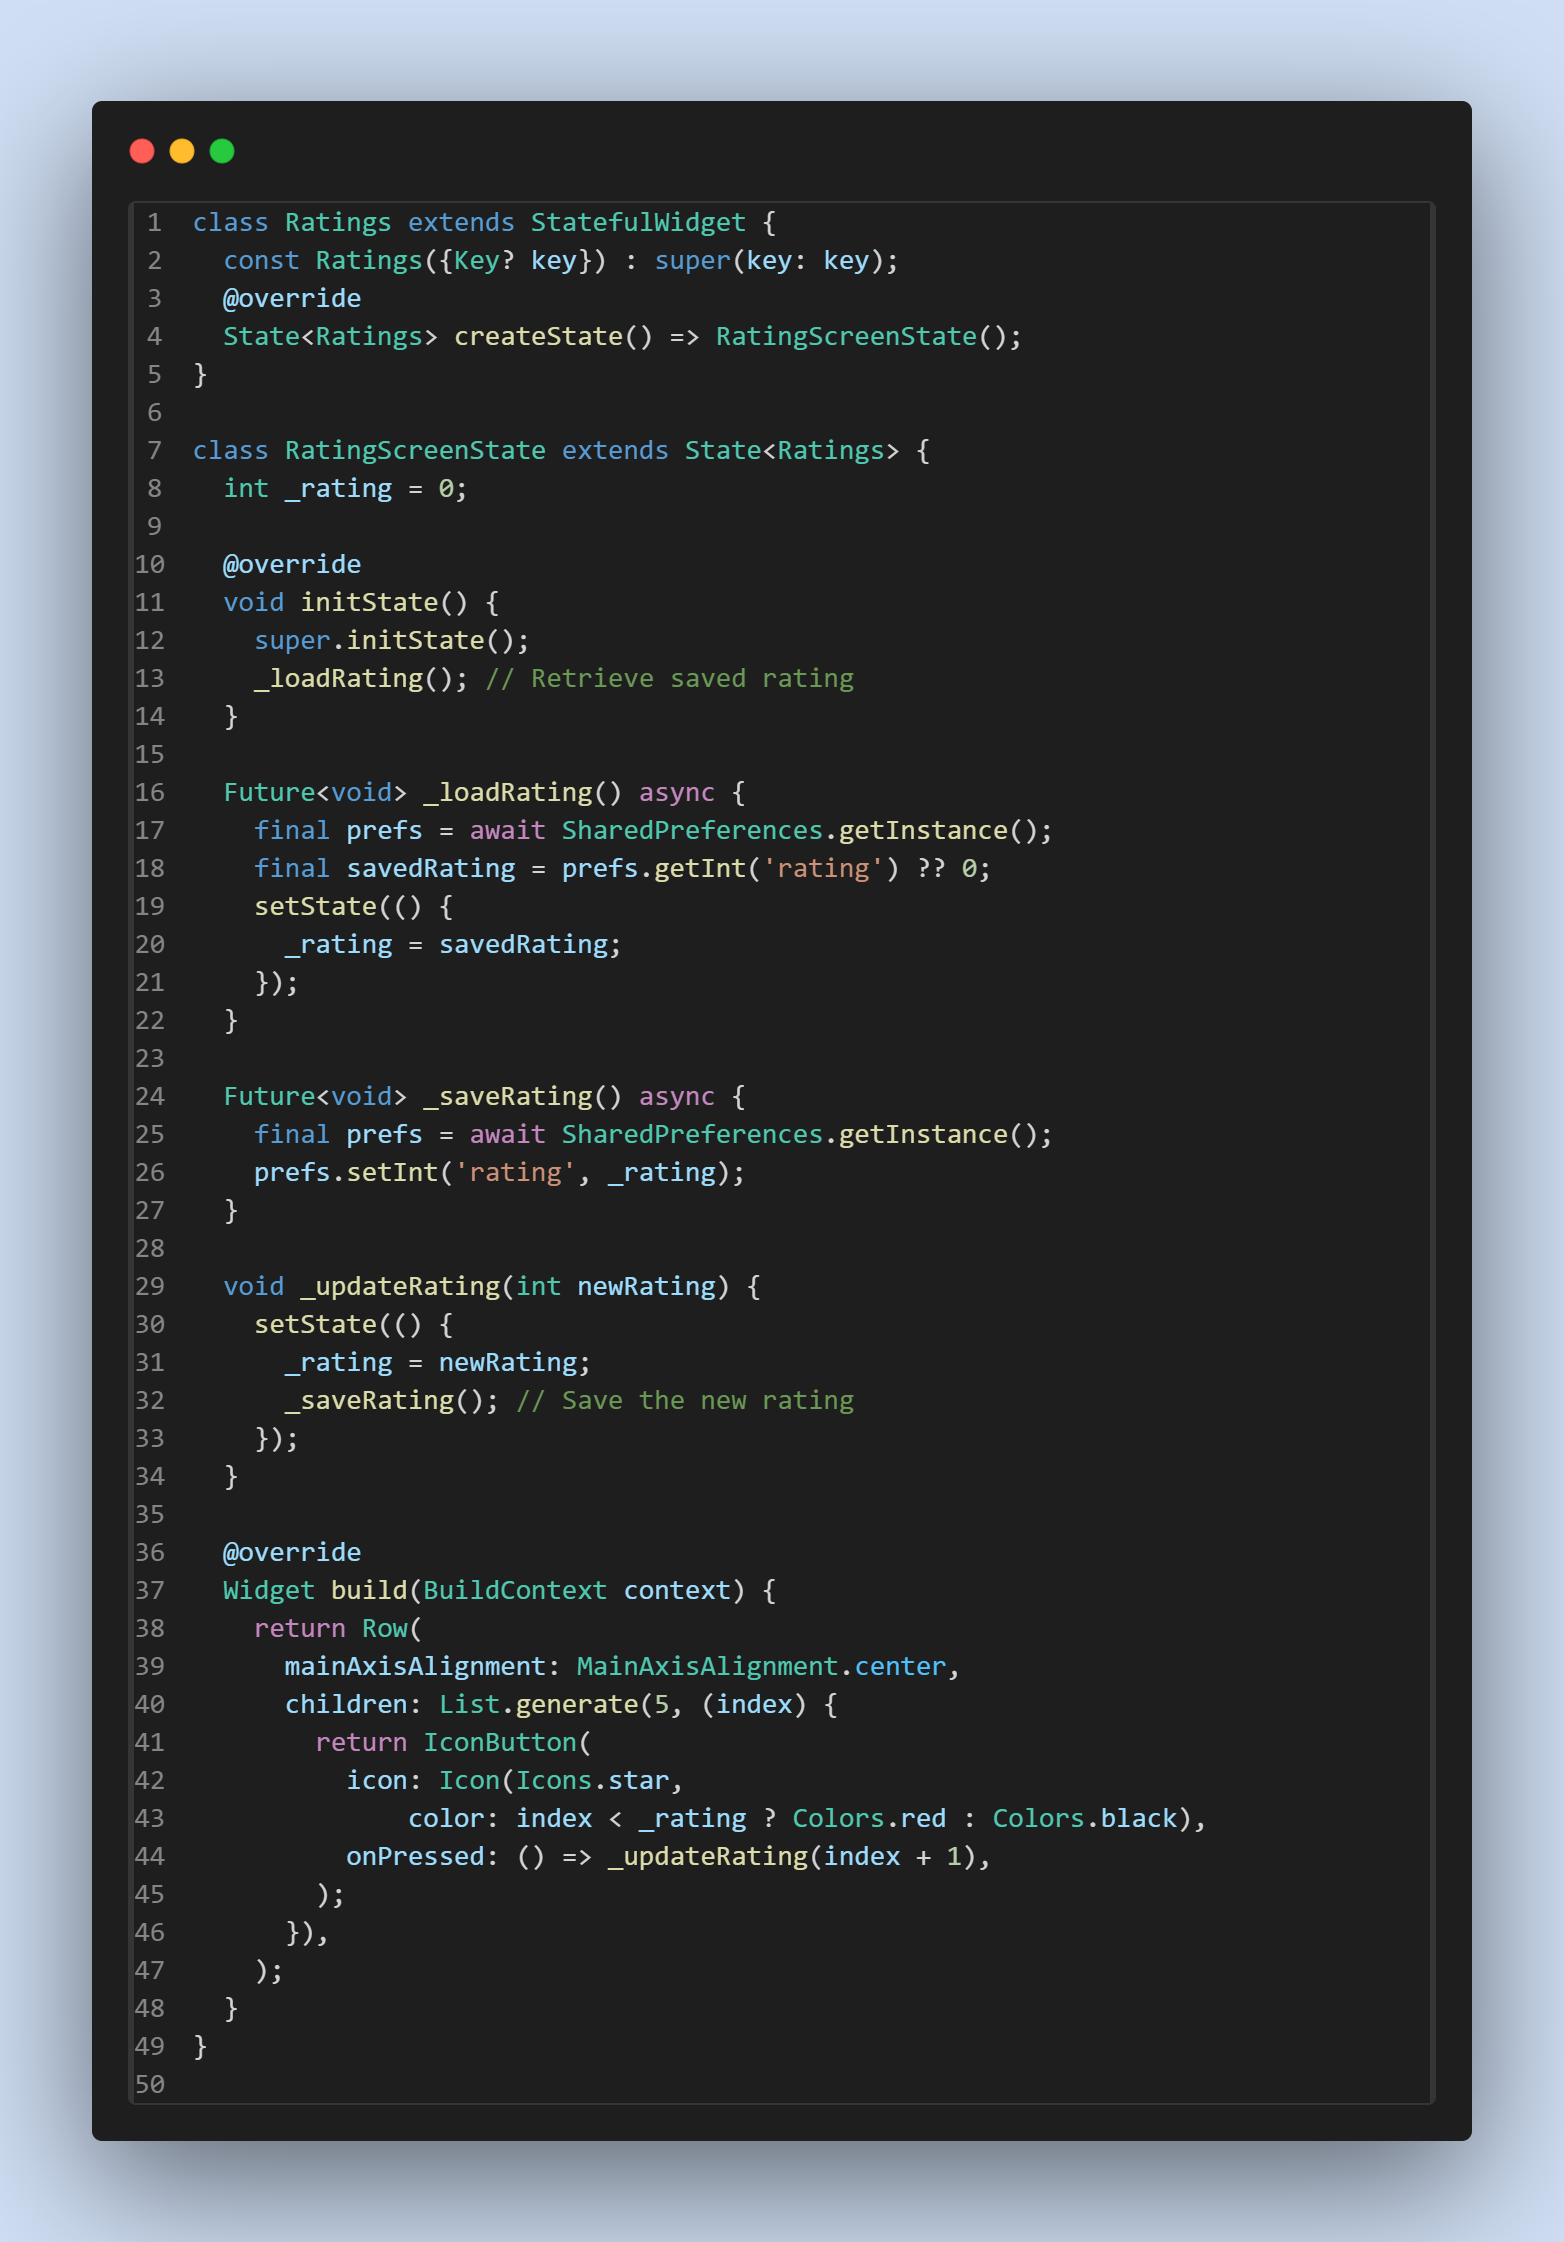 1 class Ratings extends StatefulWidget {
2   const Ratings({Key? key}) : super(key: key);
3   @override
4   State<Ratings> createState() => RatingScreenState();
5 }
6
7 class RatingScreenState extends State<Ratings> {
8   int _rating = 0;
9
10   @override
11   void initState() {
12     super.initState();
13     _loadRating(); // Retrieve saved rating
14   }
15
16   Future<void> _loadRating() async {
17     final prefs = await SharedPreferences.getInstance();
18     final savedRating = prefs.getInt('rating') ?? 0;
19     setState(() {
20       _rating = savedRating;
21     });
22   }
23
24   Future<void> _saveRating() async {
25     final prefs = await SharedPreferences.getInstance();
26     prefs.setInt('rating', _rating);
27   }
28
29   void _updateRating(int newRating) {
30     setState(() {
31       _rating = newRating;
32       _saveRating(); // Save the new rating
33     });
34   }
35
36   @override
37   Widget build(BuildContext context) {
38     return Row(
39       mainAxisAlignment: MainAxisAlignment.center,
40       children: List.generate(5, (index) {
41         return IconButton(
42           icon: Icon(Icons.star,
43               color: index < _rating ? Colors.red : Colors.black),
44           onPressed: () => _updateRating(index + 1),
45         );
46       }),
47     );
48   }
49 }
50